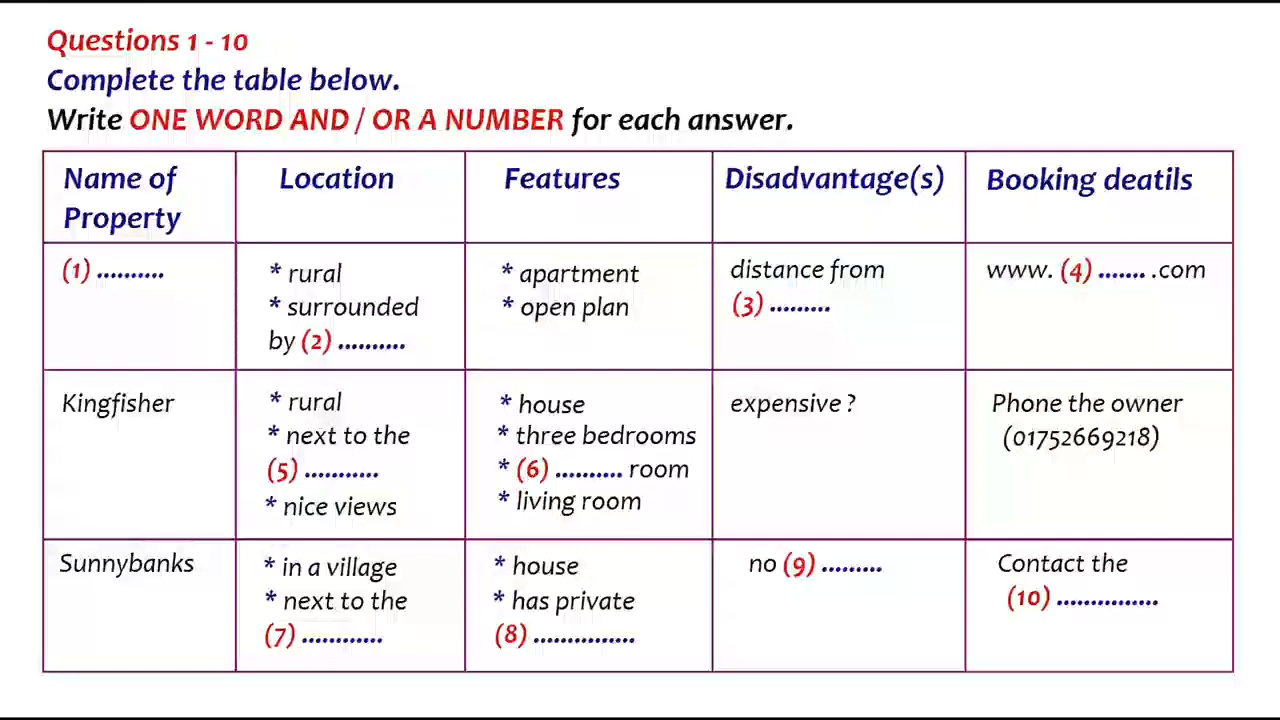 Questions 1 - 10
Complete the table below.
Write ONE WORD AND / OR A NUMBER for each answer.
Name of
Property
Location
Features
Disadvantage(s)
Booking deatils
(1) ..........
* rural
* surrounded
by (2) ..........
* apartment
* open plan
distance from
(3) .........
www. (4) ....... .com
Kingfisher
* rural
* next to the
(5) ...........
* nice views
* house
* three bedrooms
* (6) .......... room
* living room
expensive ?
Phone the owner
(01752669218)
Sunnybanks
* in a village
* next to the
(7) ............
* house
* has private
(8) ...............
no (9) .........
Contact the
(10) ...............